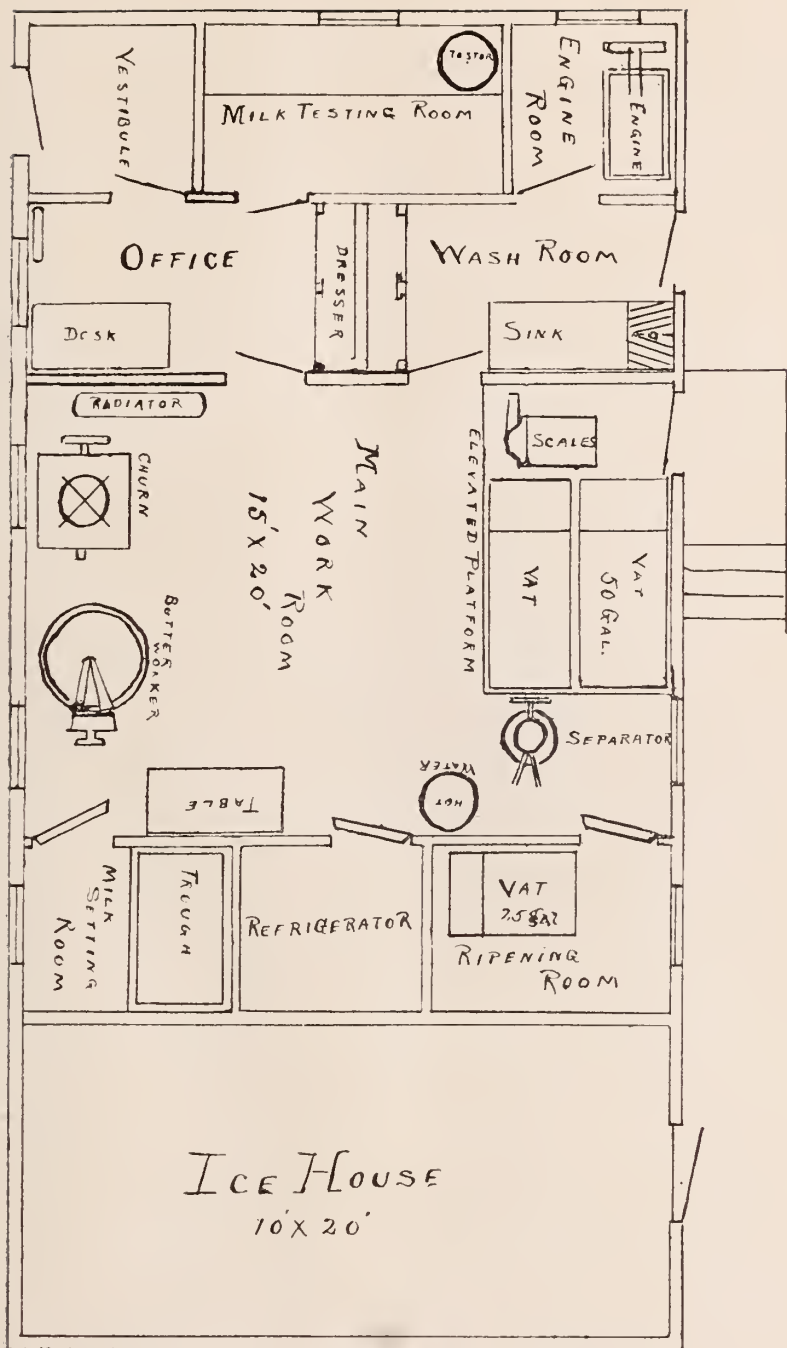 VESTIBULE
TESTOR
MILK TESTING ROOM
ENGINE
ROOM
ENGINE
OFFICE
DRESSER
WASH ROOM
DESK
SINK
RADIATOR
CHURN
MAIN
WORK
ROOM
15' X 20'
ELEVATED PLATFORM
SCALES
VAT
VAT
50 GAL.
BUTTER
WORKER
SEPARATOR
TABLE
HOT
WATER
MILK
SETTING
ROOM
TROUGH
REFRIGERATOR
VAT
75 GAL
RIPENING
ROOM
ICE HOUSE
10' X 20'